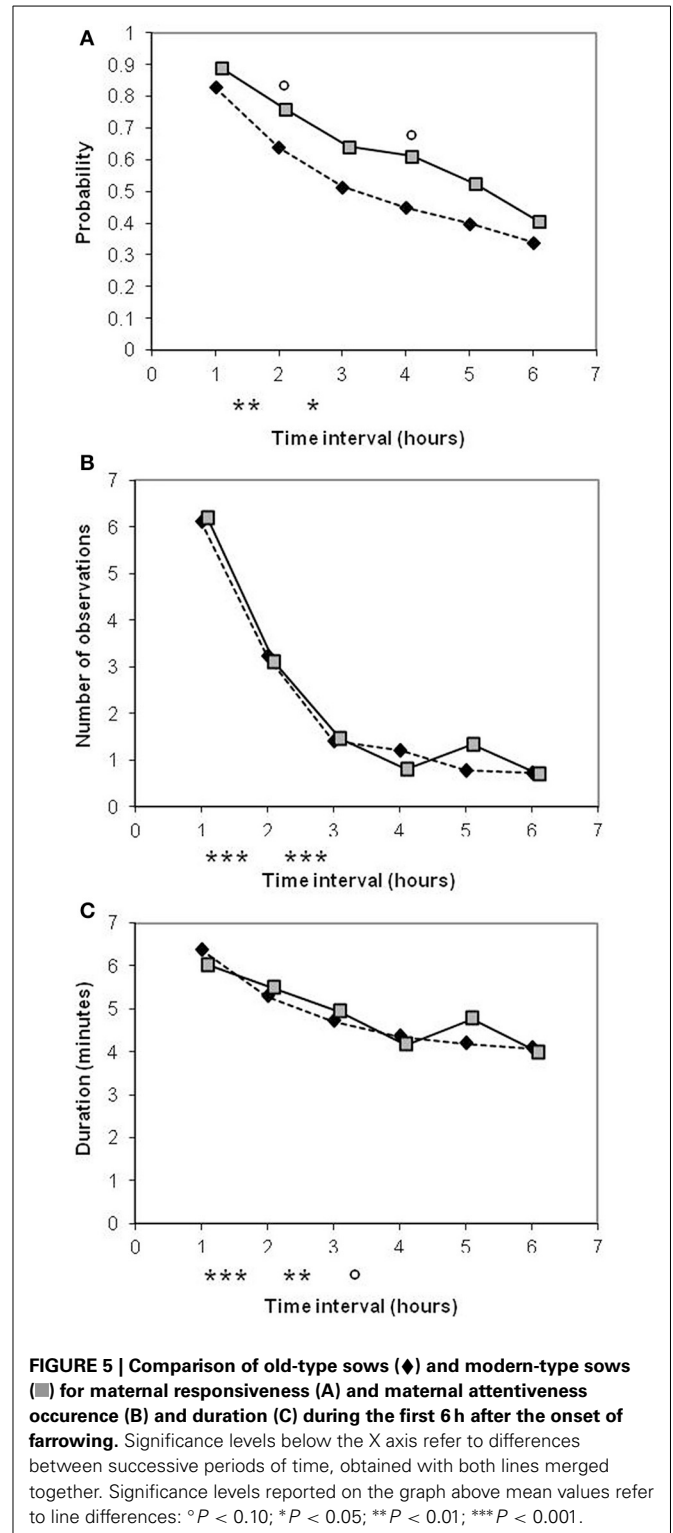 A
1
0.9
0.8
0.7
0.6
0.5
0.4
0.3
0.2
0.1
0
Probability
0 1 2 3 4 5 6 7
** *
Time interval (hours)
B
7
6
5
4
3
2
1
0
Number of observations
0 1 2 3 4 5 6 7
*** ***
Time interval (hours)
C
7
6
5
4
3
2
1
0
Duration (minutes)
0 1 2 3 4 5 6 7
*** ** °
Time interval (hours)
FIGURE 5 | Comparison of old-type sows (◆) and modern-type sows
(■) for maternal responsiveness (A) and maternal attentiveness
occurence (B) and duration (C) during the first 6 h after the onset of
farrowing. Significance levels below the X axis refer to differences
between successive periods of time, obtained with both lines merged
together. Significance levels reported on the graph above mean values refer
to line differences: °P < 0.10; *P < 0.05; **P < 0.01; ***P < 0.001.